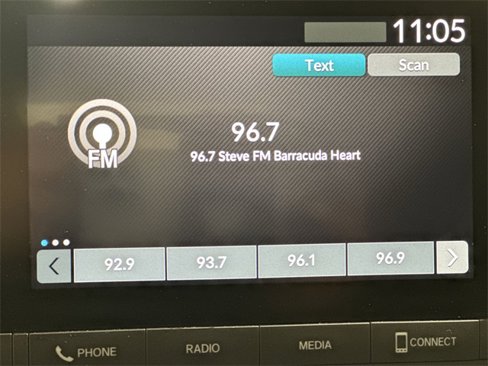 11:05
Text Scan
96.7
FM
96.7 Steve FM Barracuda Heart
92.9 93.7 96.1 96.9
PHONE RADIO MEDIA CONNECT